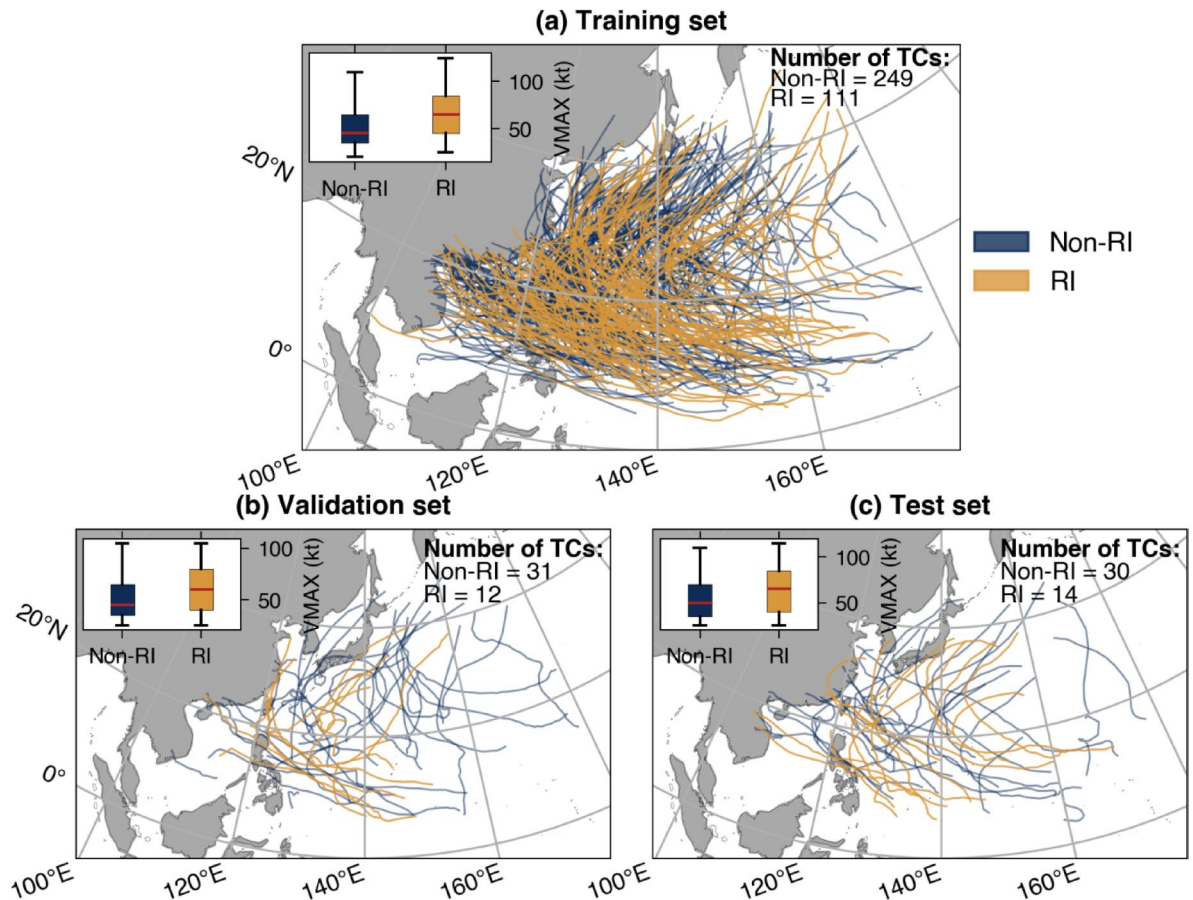 (a) Training set
Number of TCs:
Non-RI = 249
RI = 111
100
50
VMAX (kt)
Non-RI RI
20°N
0°
100°E 120°E 140°E 160°E
Non-RI
RI
(b) Validation set
Number of TCs:
Non-RI = 31
RI = 12
100
50
VMAX (kt)
Non-RI RI
20°N
0°
100°E 120°E 140°E 160°E
(c) Test set
Number of TCs:
Non-RI = 30
RI = 14
100
50
VMAX (kt)
Non-RI RI
100°E 120°E 140°E 160°E